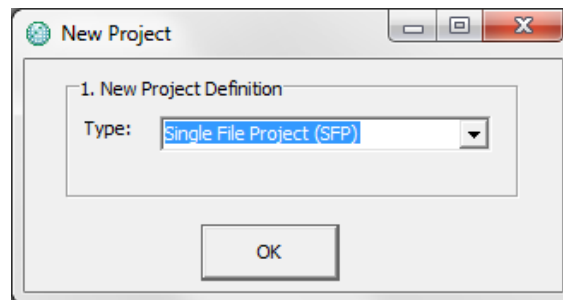 New Project
1. New Project Definition
Type: Single File Project (SFP)
OK